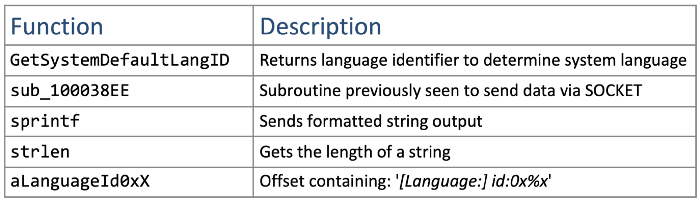 Function Description
GetSystemDefaultLangID Returns language identifier to determine system language
sub_100038EE Subroutine previously seen to send data via SOCKET
sprintf Sends formatted string output
strlen Gets the length of a string
aLanguageId0xX Offset containing: '[Language:] id:0x%x'